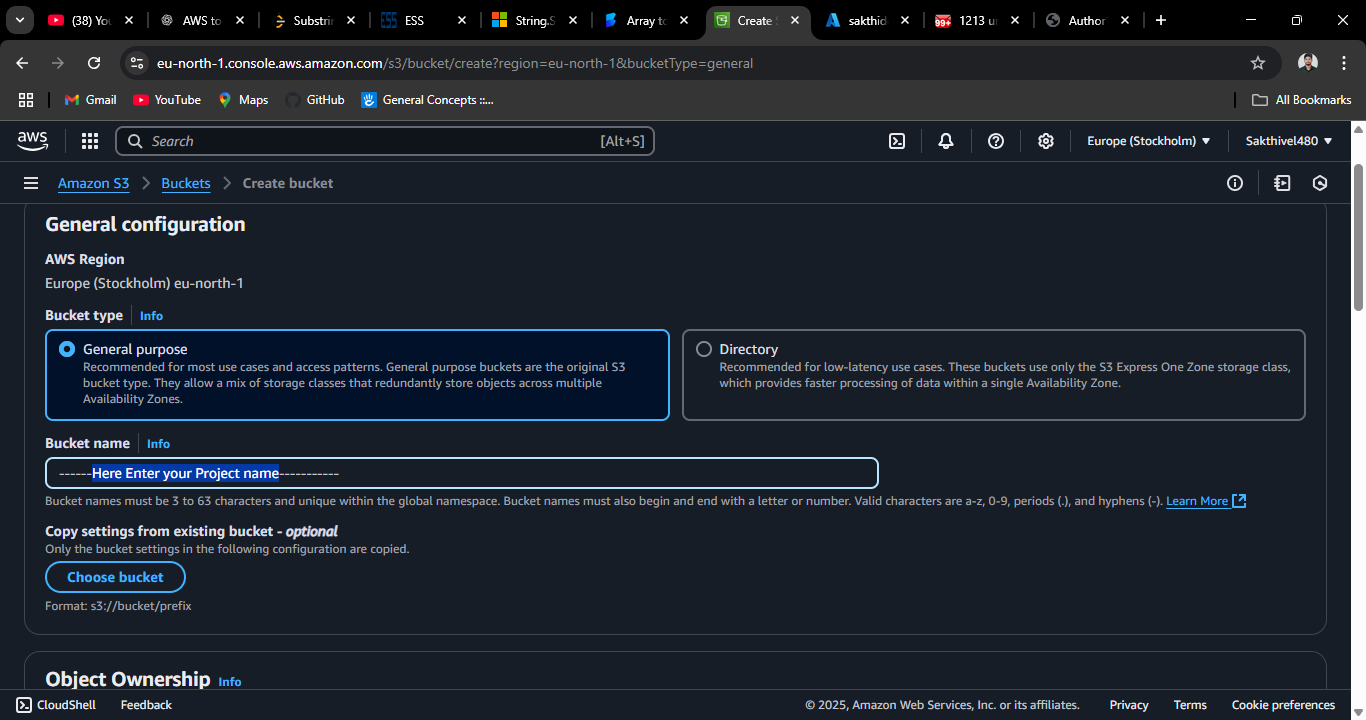 (38) Yo
AWS to
Substri
ESS
String.S
Array to
Create S
sakthid
99+ 1213 u
Author
eu-north-1.console.aws.amazon.com/s3/bucket/create?region=eu-north-1&bucketType=general
Gmail YouTube Maps GitHub General Concepts ::... All Bookmarks
aws Search [Alt+S] Europe (Stockholm) Sakthivel480
Amazon S3 Buckets Create bucket
General configuration
AWS Region
Europe (Stockholm) eu-north-1
Bucket type Info
General purpose
Recommended for most use cases and access patterns. General purpose buckets are the original S3
bucket type. They allow a mix of storage classes that redundantly store objects across multiple
Availability Zones.
Directory
Recommended for low-latency use cases. These buckets use only the S3 Express One Zone storage class,
which provides faster processing of data within a single Availability Zone.
Bucket name Info
------Here Enter your Project name-----------
Bucket names must be 3 to 63 characters and unique within the global namespace. Bucket names must also begin and end with a letter or number. Valid characters are a-z, 0-9, periods (.), and hyphens (-). Learn More
Copy settings from existing bucket - optional
Only the bucket settings in the following configuration are copied.
Choose bucket
Format: s3://bucket/prefix
Object Ownership Info
CloudShell Feedback © 2025, Amazon Web Services, Inc. or its affiliates. Privacy Terms Cookie preferences